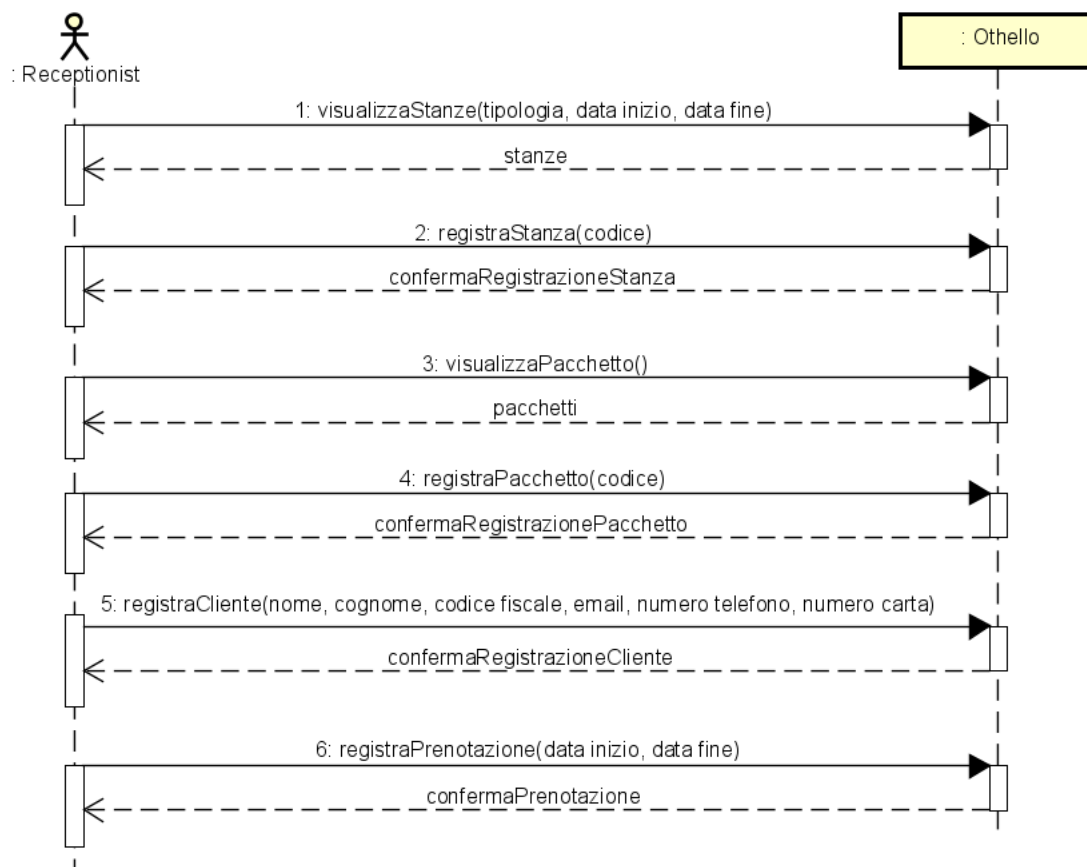 : Receptionist
: Othello
1: visualizzaStanze(tipologia, data inizio, data fine)
stanze
2: registraStanza(codice)
confermaRegistrazioneStanza
3: visualizzaPacchetto()
pacchetti
4: registraPacchetto(codice)
confermaRegistrazionePacchetto
5: registraCliente(nome, cognome, codice fiscale, email, numero telefono, numero carta)
confermaRegistrazioneCliente
6: registraPrenotazione(data inizio, data fine)
confermaPrenotazione